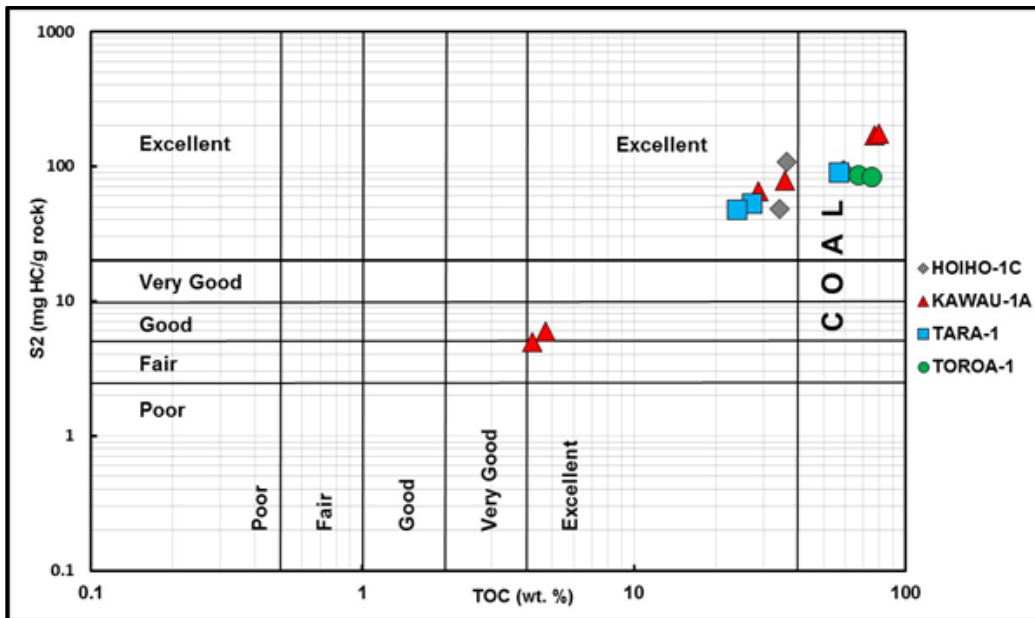 1000
100
10
1
0.1
S2 (mg HC/g rock)
Excellent
Excellent
Very Good
Good
Fair
Poor
Poor
Fair
Good
Very Good
Excellent
COAL
0.1
1
10
100
TOC (wt. %)
HOIHO-1C
KAWAU-1A
TARA-1
TOROA-1